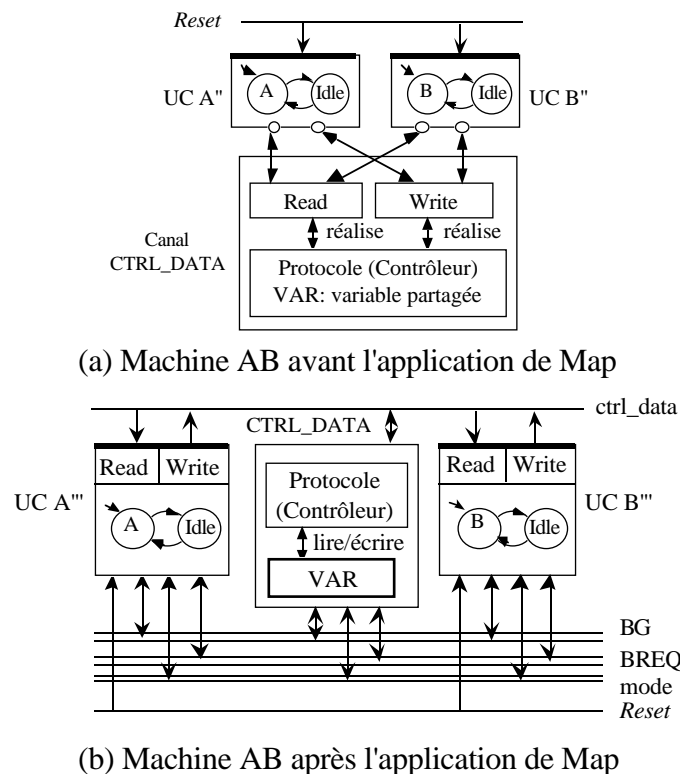 Reset
A Idle B Idle
UC A" UC B"
Read Write
réalise réalise
Canal
CTRL_DATA
Protocole (Contrôleur)
VAR: variable partagée
(a) Machine AB avant l'application de Map
ctrl_data
CTRL_DATA
Read Write Read Write
Protocole
(Contrôleur)
UC A''' UC B'''
A Idle B Idle
lire/écrire
VAR
BG
BREQ
mode
Reset
(b) Machine AB après l'application de Map